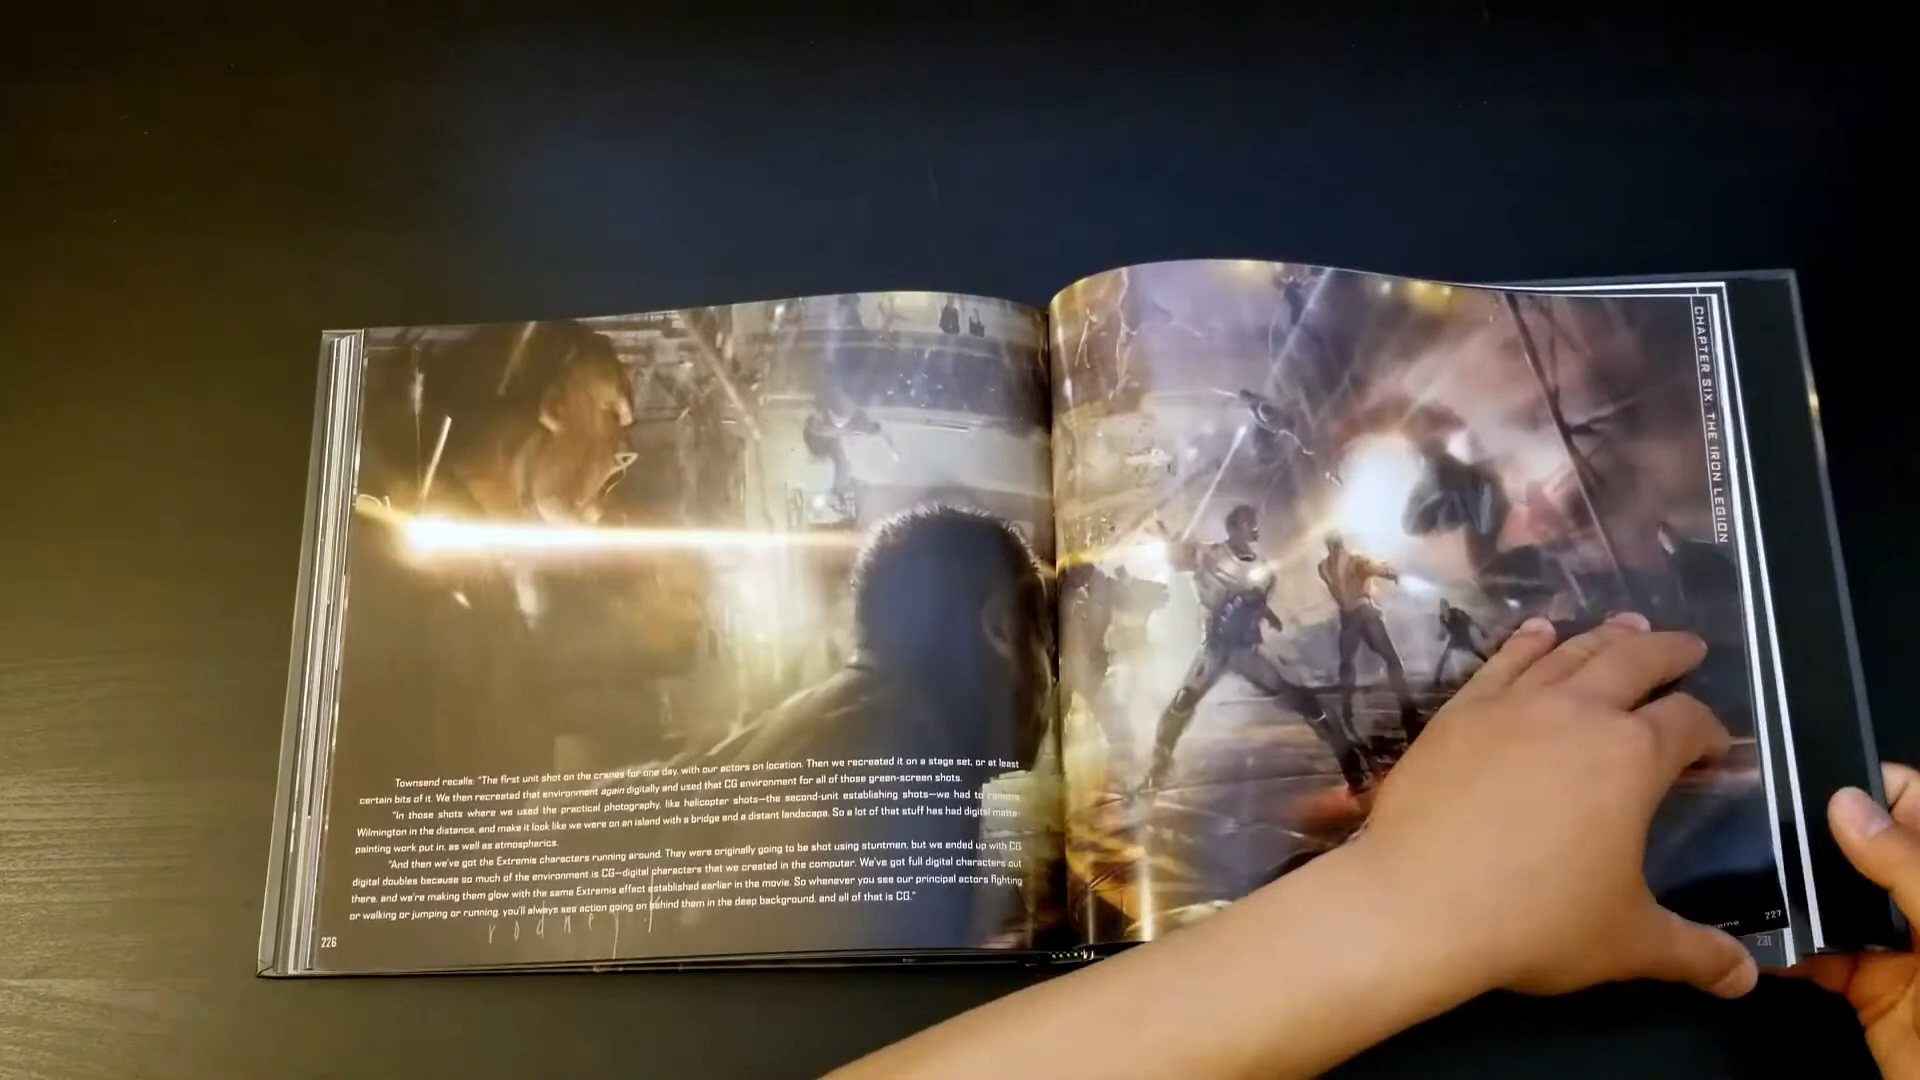 Townsend recalls: "The first unit shot on the cranes for one day, with our actors on location. Then we recreated it on a stage set, or at least
certain bits of it. We then recreated that environment again digitally and used that CG environment for all of those green-screen shots.
"In those shots where we used the practical photography, like helicopter shots—the second-unit establishing shots—we had to remove
Wilmington in the distance, and make it look like we were on an island with a bridge and a distant landscape. So a lot of that stuff has had digital matte-
painting work put in, as well as atmospherics.
"And then we've got the Extremis characters running around. They were originally going to be shot using stuntmen, but we ended up with CG
digital doubles because so much of the environment is CG—digital characters that we created in the computer. We've got full digital characters out
there, and we're making them glow with the same Extremis effect established earlier in the movie. So whenever you see our principal actors fighting
or walking or jumping or running, you'll always see action going on behind them in the deep background, and all of that is CG."
rodney
226
CHAPTER SIX: THE IRON LEGION
227
231